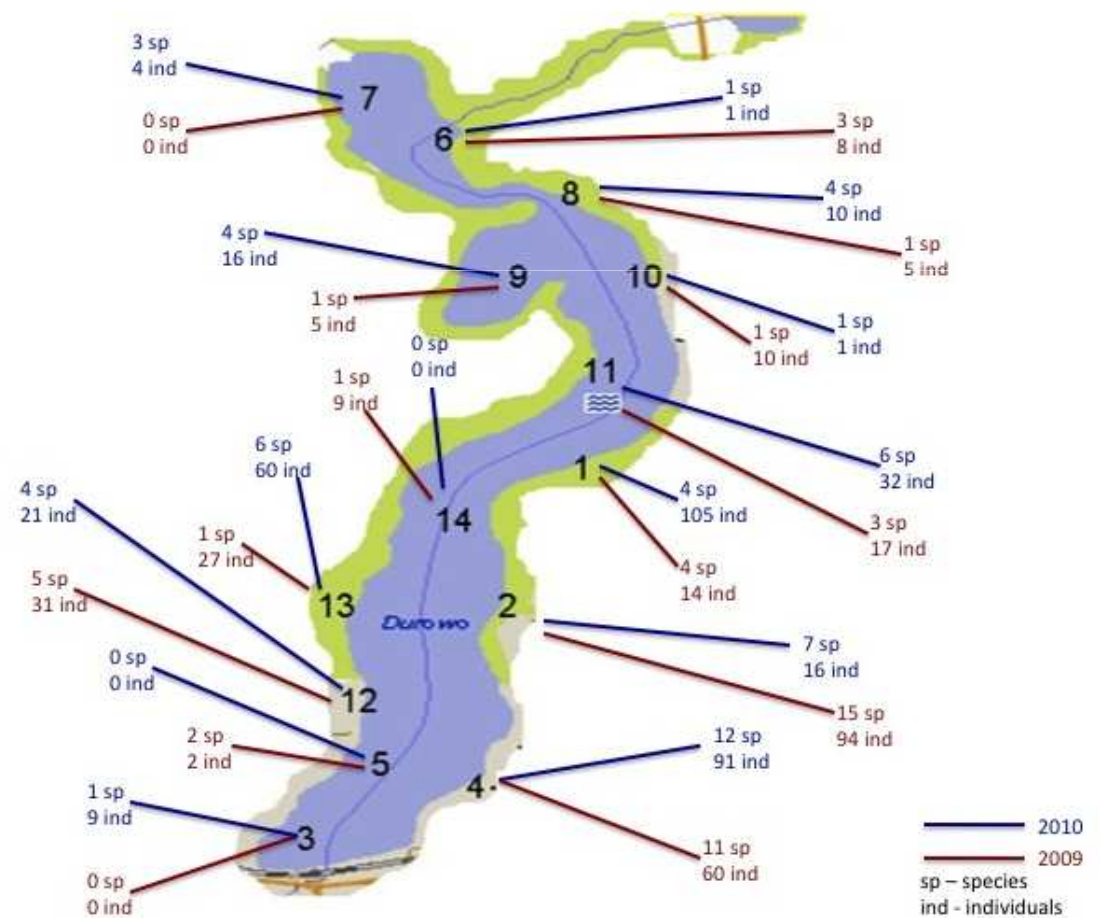 3 sp
4 ind
7
0 sp
0 ind
1 sp
1 ind
6
3 sp
8 ind
8
4 sp
10 ind
4 sp
16 ind
9
10
1 sp
5 ind
1 sp
5 ind
1 sp
10 ind
1 sp
1 ind
0 sp
0 ind
11
1 sp
9 ind
6 sp
60 ind
6 sp
32 ind
1
4 sp
105 ind
4 sp
21 ind
14
3 sp
17 ind
1 sp
27 ind
4 sp
14 ind
5 sp
31 ind
13
Durowo
2
7 sp
16 ind
0 sp
0 ind
12
15 sp
94 ind
2 sp
2 ind
5
12 sp
91 ind
4
1 sp
9 ind
3
11 sp
60 ind
0 sp
0 ind
2010
2009
sp – species
ind - individuals